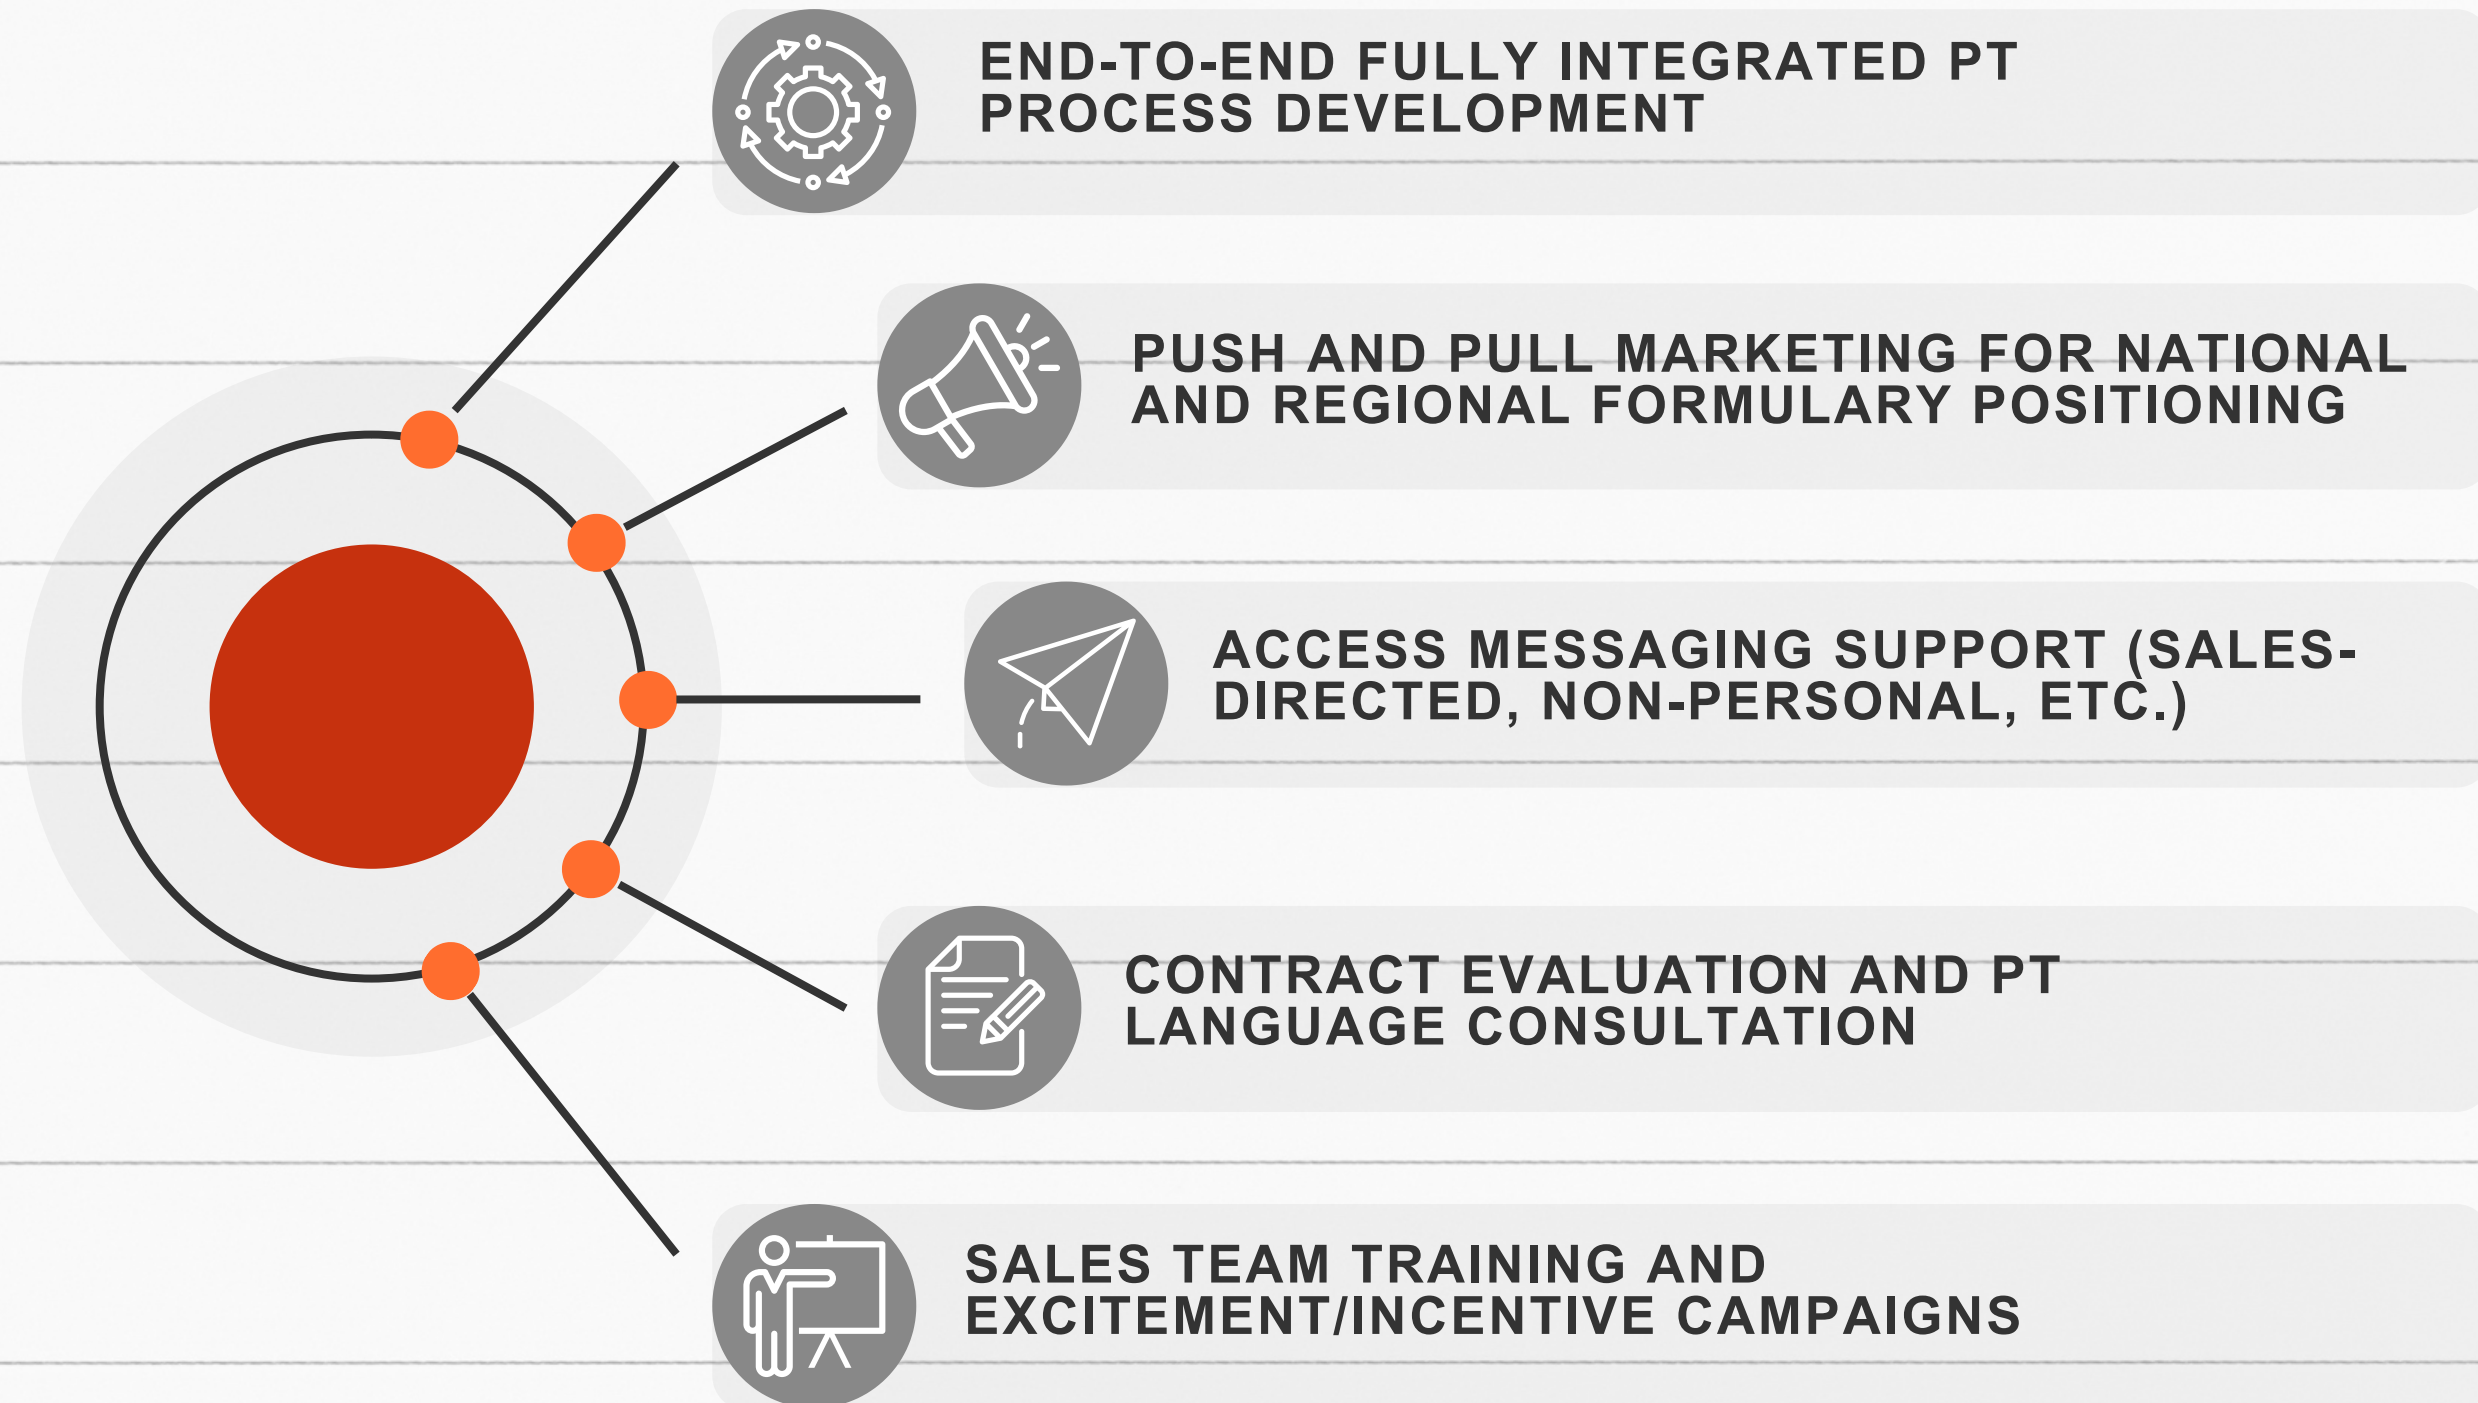 END-TO-END FULLY INTEGRATED PT
PROCESS DEVELOPMENT
PUSH AND PULL MARKETING FOR NATIONAL
AND REGIONAL FORMULARY POSITIONING
ACCESS MESSAGING SUPPORT (SALES-
DIRECTED, NON-PERSONAL, ETC.)
CONTRACT EVALUATION AND PT
LANGUAGE CONSULTATION
SALES TEAM TRAINING AND
EXCITEMENT/INCENTIVE CAMPAIGNS